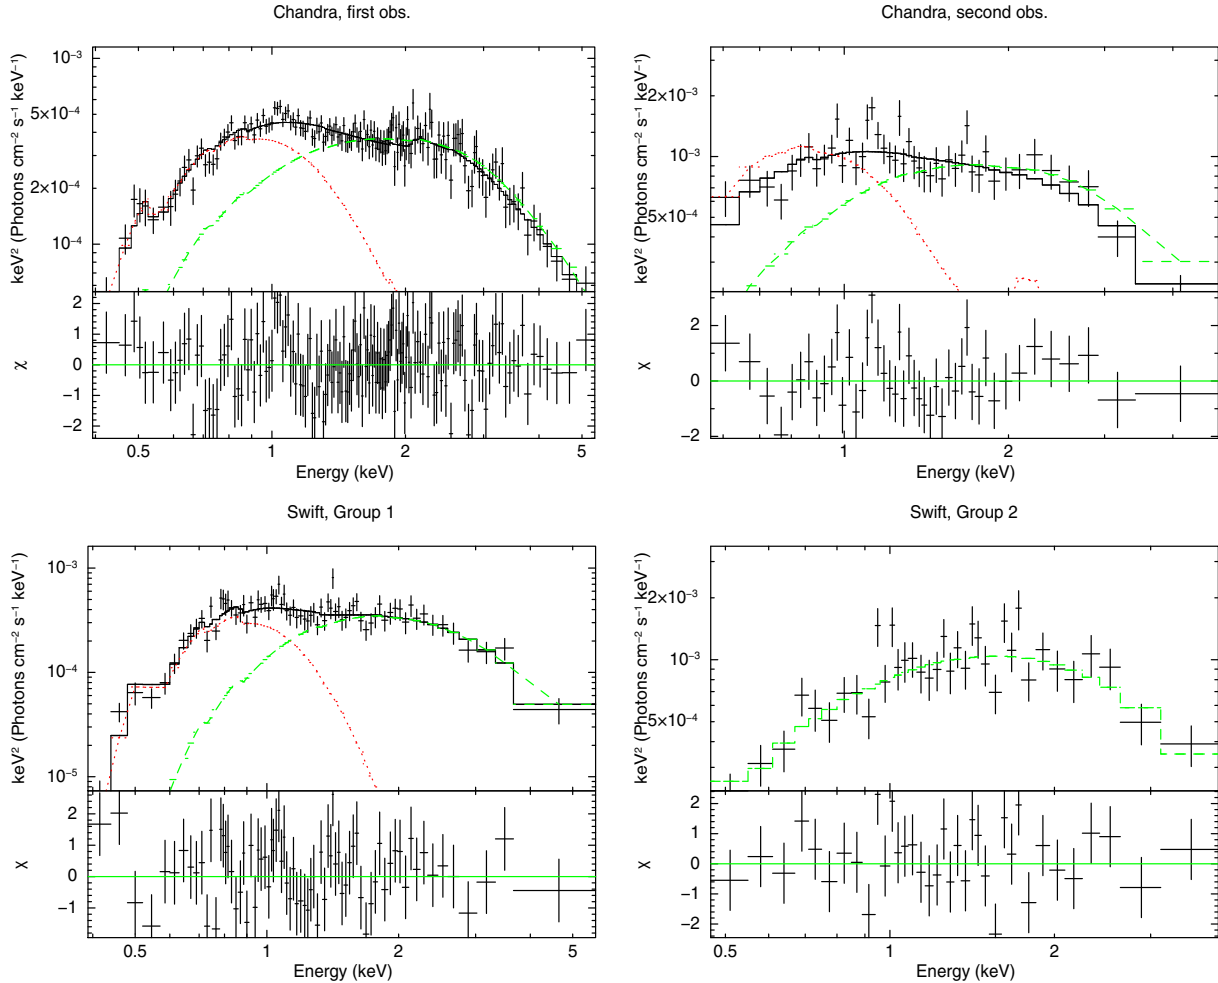 Chandra, first obs.
10⁻³
5×10⁻⁴
2×10⁻⁴
10⁻⁴
keV² (Photons cm⁻² s⁻¹ keV⁻¹)
2
1
0
−1
−2
χ
0.5 1 2 5
Energy (keV)
Chandra, second obs.
2×10⁻³
10⁻³
5×10⁻⁴
keV² (Photons cm⁻² s⁻¹ keV⁻¹)
2
0
−2
χ
1 2
Energy (keV)
Swift, Group 1
10⁻³
10⁻⁴
10⁻⁵
keV² (Photons cm⁻² s⁻¹ keV⁻¹)
2
1
0
−1
χ
0.5 1 2 5
Energy (keV)
Swift, Group 2
2×10⁻³
10⁻³
5×10⁻⁴
keV² (Photons cm⁻² s⁻¹ keV⁻¹)
2
1
0
−1
−2
χ
0.5 1 2
Energy (keV)